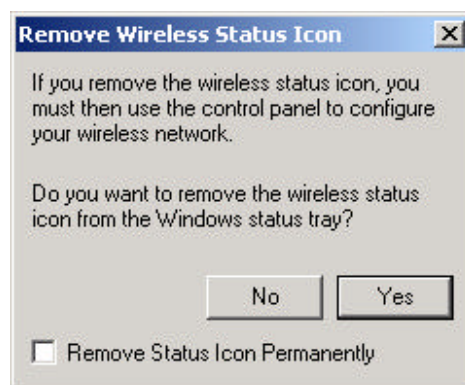 Remove Wireless Status Icon
If you remove the wireless status icon, you
must then use the control panel to configure
your wireless network.
Do you want to remove the wireless status
icon from the Windows status tray?
No
Yes
Remove Status Icon Permanently